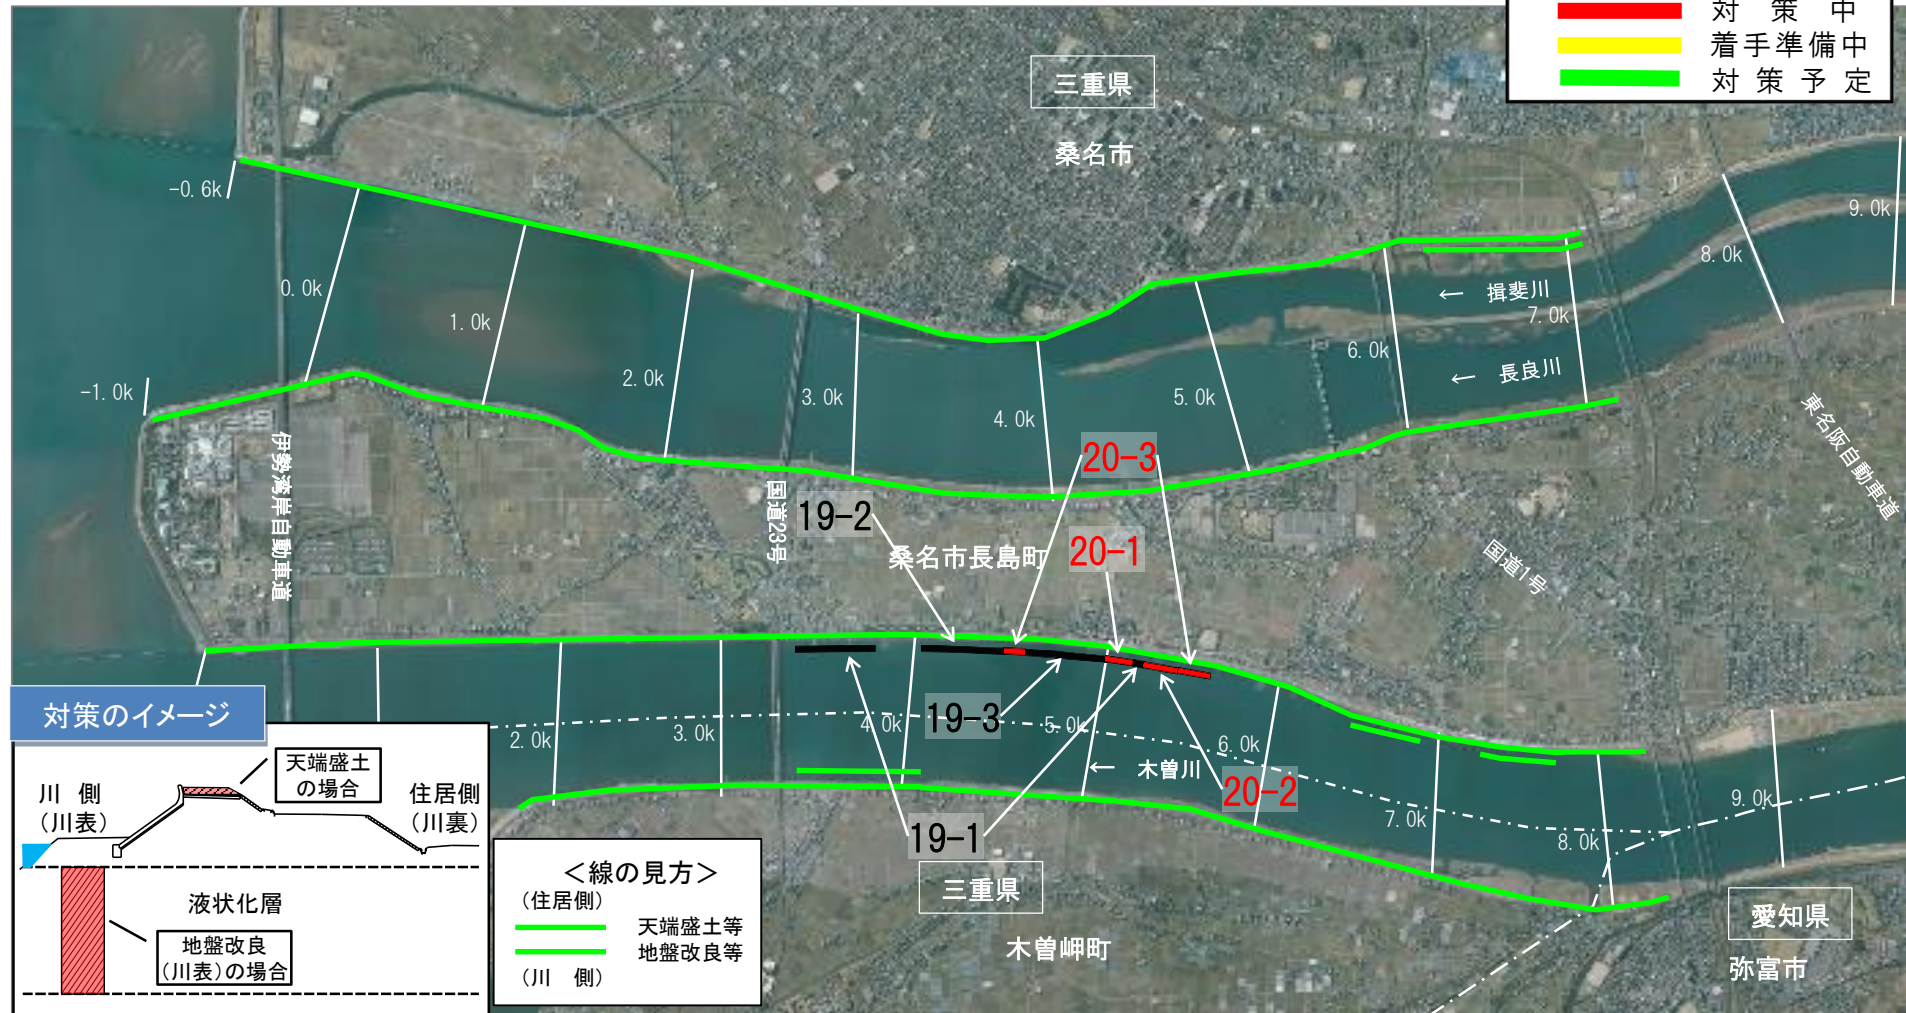 対策中
着手準備中
対策予定
三重県
桑名市
-0.6k
0.0k
1.0k
2.0k
3.0k
4.0k
5.0k
6.0k
7.0k
8.0k
9.0k
← 揖斐川
← 長良川
-1.0k
伊勢湾岸自動車道
国道23号
東名阪自動車道
国道1号
20-3
19-2
20-1
桑名市長島町
19-3
2.0k
3.0k
4.0k
5.0k
6.0k
7.0k
8.0k
9.0k
← 木曽川
20-2
19-1
三重県
木曽岬町
愛知県
弥富市
対策のイメージ
天端盛土
の場合
川側
(川表)
住居側
(川裏)
液状化層
地盤改良
(川表)の場合
<線の見方>
(住居側)
天端盛土等
地盤改良等
(川 側)